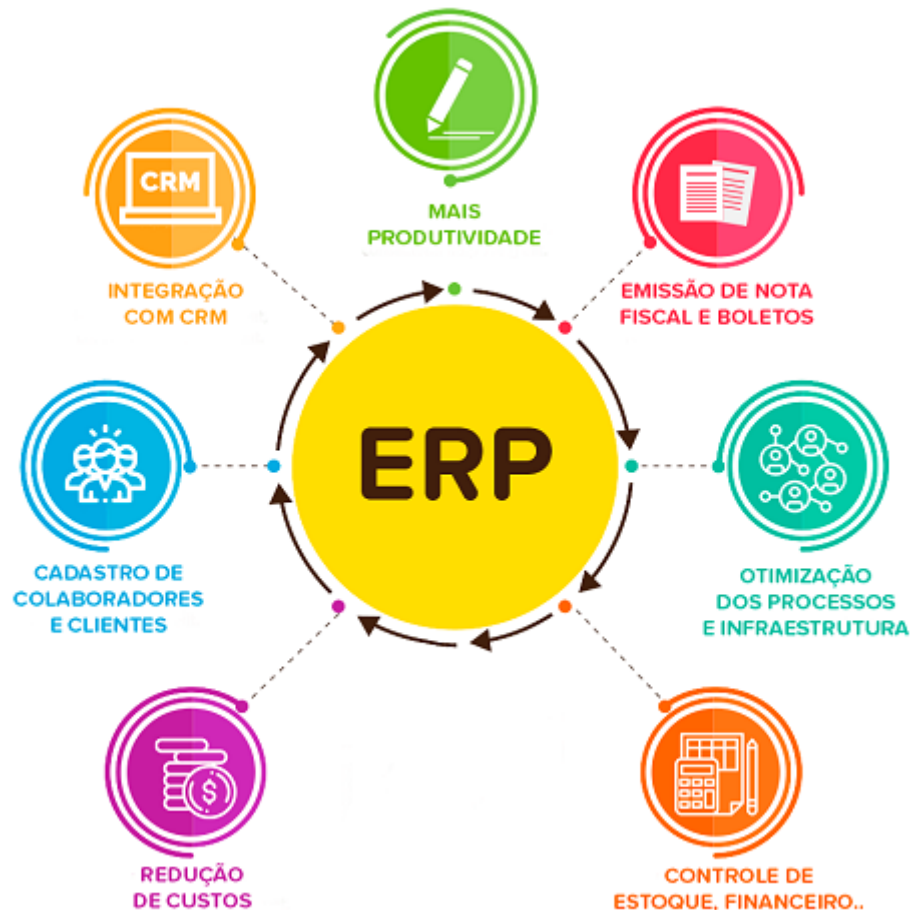 MAIS
PRODUTIVIDADE
CRM
INTEGRAÇÃO
COM CRM
EMISSÃO DE NOTA
FISCAL E BOLETOS
ERP
CADASTRO DE
COLABORADORES
E CLIENTES
OTIMIZAÇÃO
DOS PROCESSOS
E INFRAESTRUTURA
$
REDUÇÃO
DE CUSTOS
CONTROLE DE
ESTOQUE, FINANCEIRO..